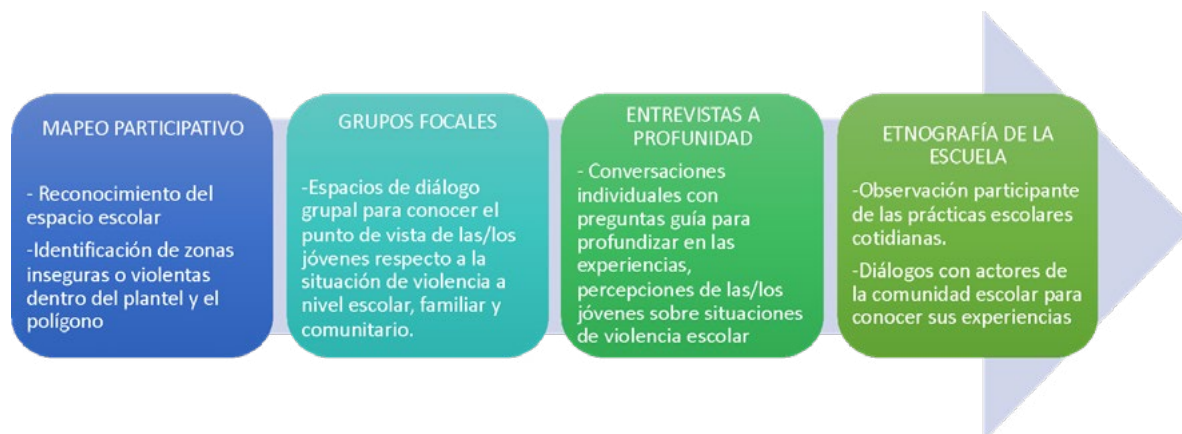 MAPEO PARTICIPATIVO
- Reconocimiento del
espacio escolar
-Identificación de zonas
inseguras o violentas
dentro del plantel y el
polígono
GRUPOS FOCALES
-Espacios de diálogo
grupal para conocer el
punto de vista de las/los
jóvenes respecto a la
situación de violencia a
nivel escolar, familiar y
comunitario.
ENTREVISTAS A
PROFUNIDAD
- Conversaciones
individuales con
preguntas guía para
profundizar en las
experiencias,
percepciones de las/los
jóvenes sobre situaciones
de violencia escolar
ETNOGRAFÍA DE LA
ESCUELA
-Observación participante
de las prácticas escolares
cotidianas.
-Diálogos con actores de
la comunidad escolar para
conocer sus experiencias